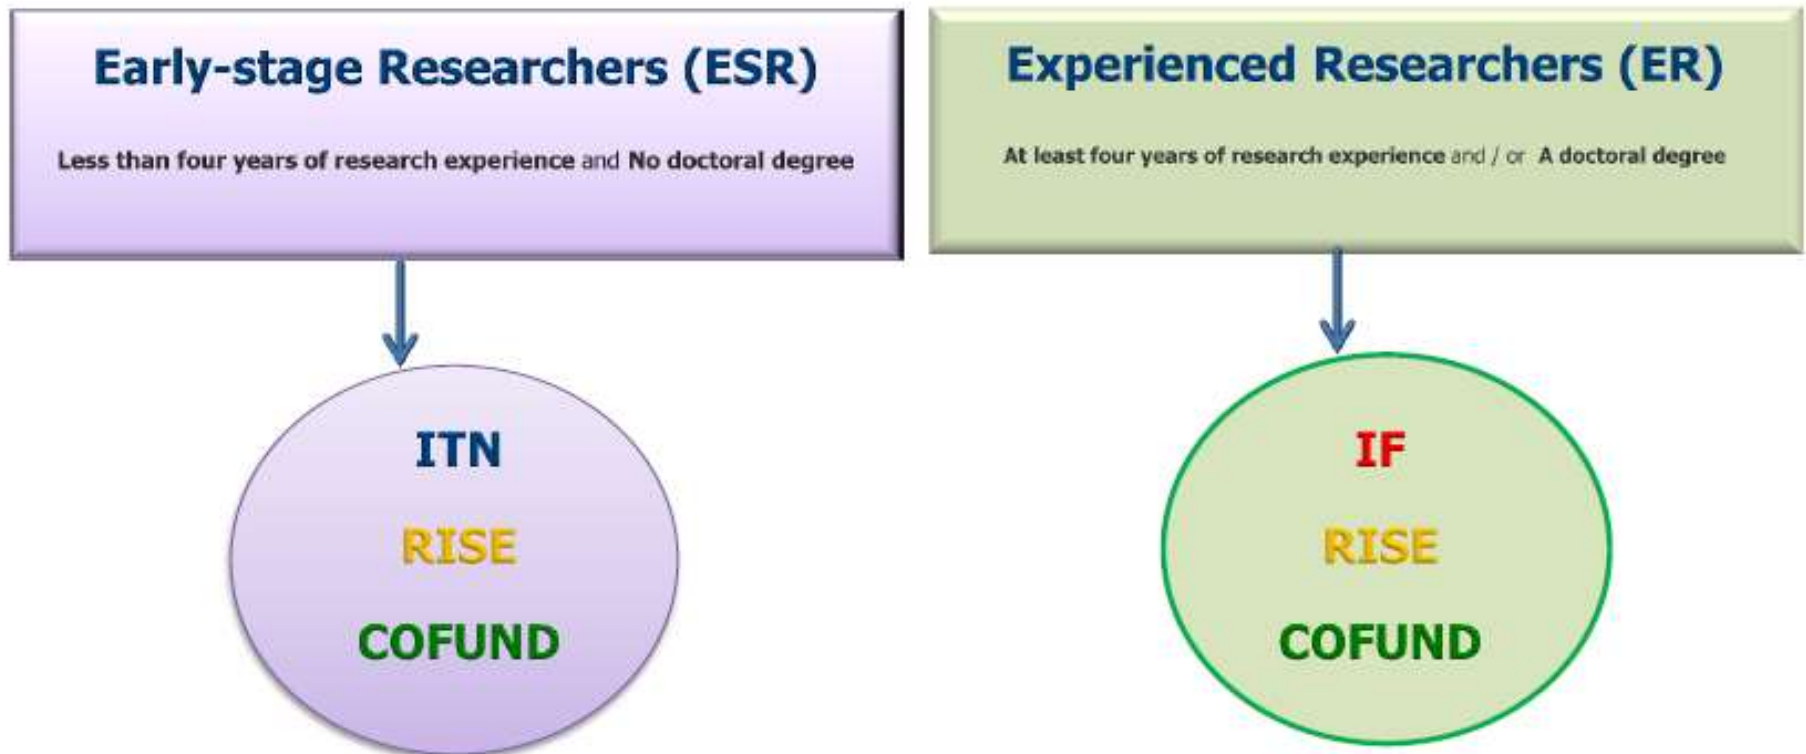 Early-stage Researchers (ESR)
Less than four years of research experience and No doctoral degree
ITN
RISE
COFUND
Experienced Researchers (ER)
At least four years of research experience and / or A doctoral degree
IF
RISE
COFUND